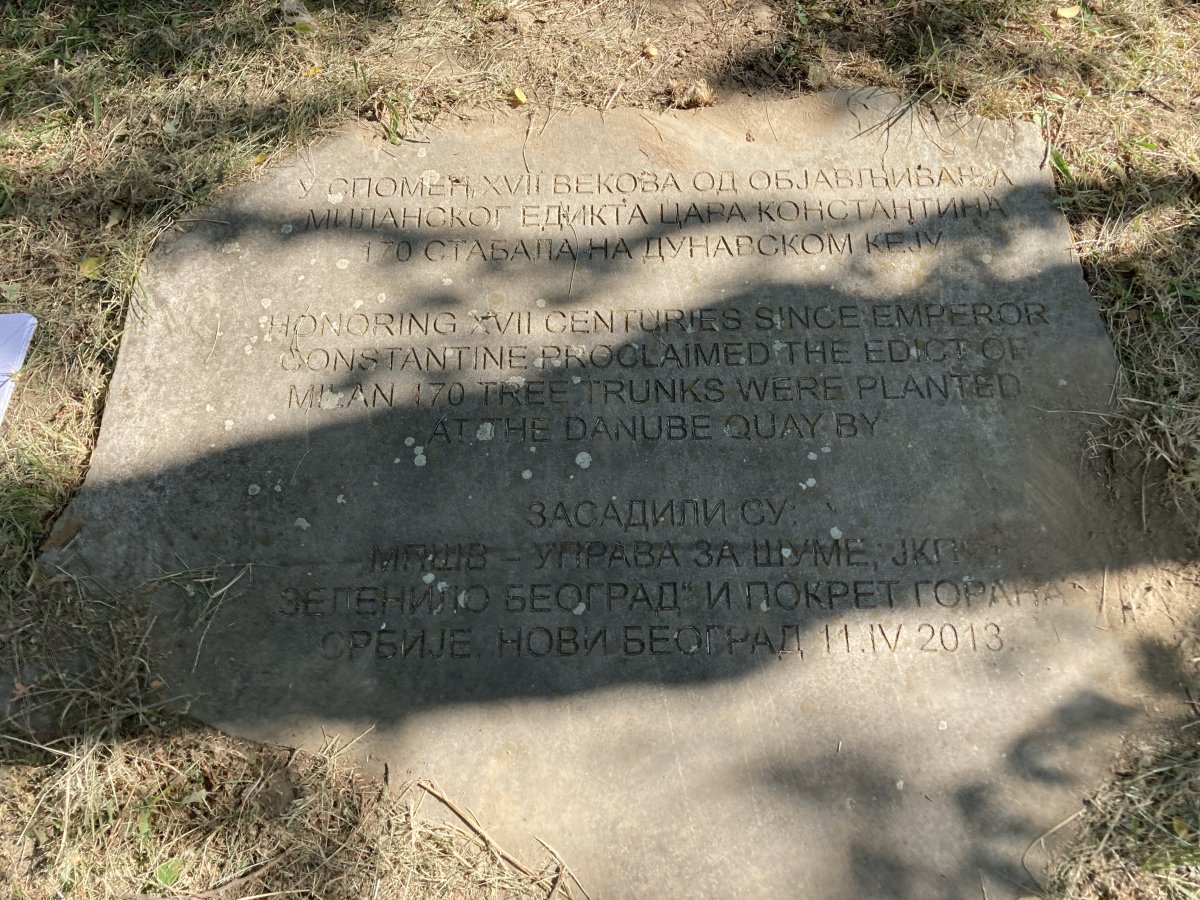 У СПОМЕН XVII ВЕКОВА ОД ОБЈАВЉИВАЊА
МИЛАНСКОГ ЕДИКТА ЦАРА КОНСТАНТИНА
170 СТАБАЛА НА ДУНАВСКОМ КЕЈУ
HONORING XVII CENTURIES SINCE EMPEROR
CONSTANTINE PROCLAIMED THE EDICT OF
MILAN 170 TREE TRUNKS WERE PLANTED
AT THE DANUBE QUAY BY:
ЗАСАДИЛИ СУ:
МПШВ – УПРАВА ЗА ШУМЕ, ЈКП
ЗЕЛЕНИЛО БЕОГРАД“ И ПОКРЕТ ГОРАНА
СРБИЈЕ, НОВИ БЕОГРАД 11.IV 2013.